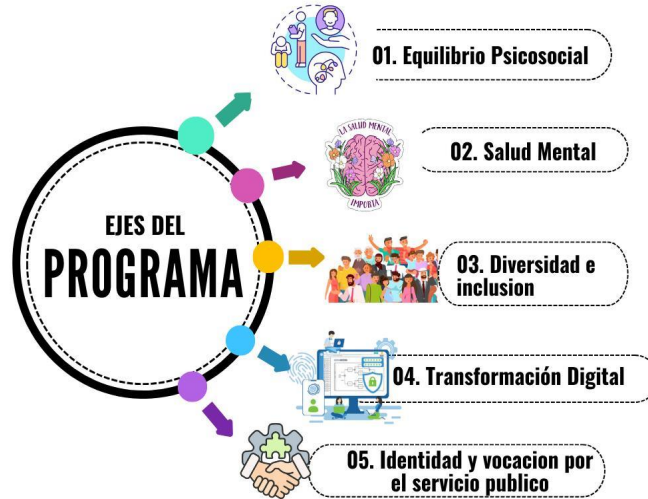 EJES DEL
PROGRAMA
01. Equilibrio Psicosocial
LA SALUD MENTAL
IMPORTA
02. Salud Mental
03. Diversidad e
inclusion
04. Transformación Digital
05. Identidad y vocacion por
el servicio publico